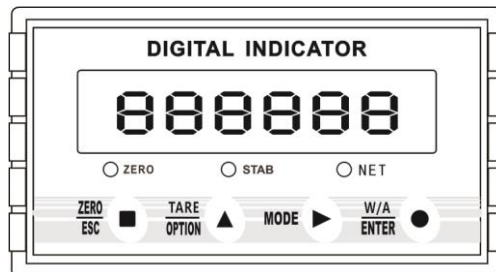 DIGITAL INDICATOR
888888
ZERO STAB NET
ZERO TARE MODE W/A
ESC OPTION ENTER